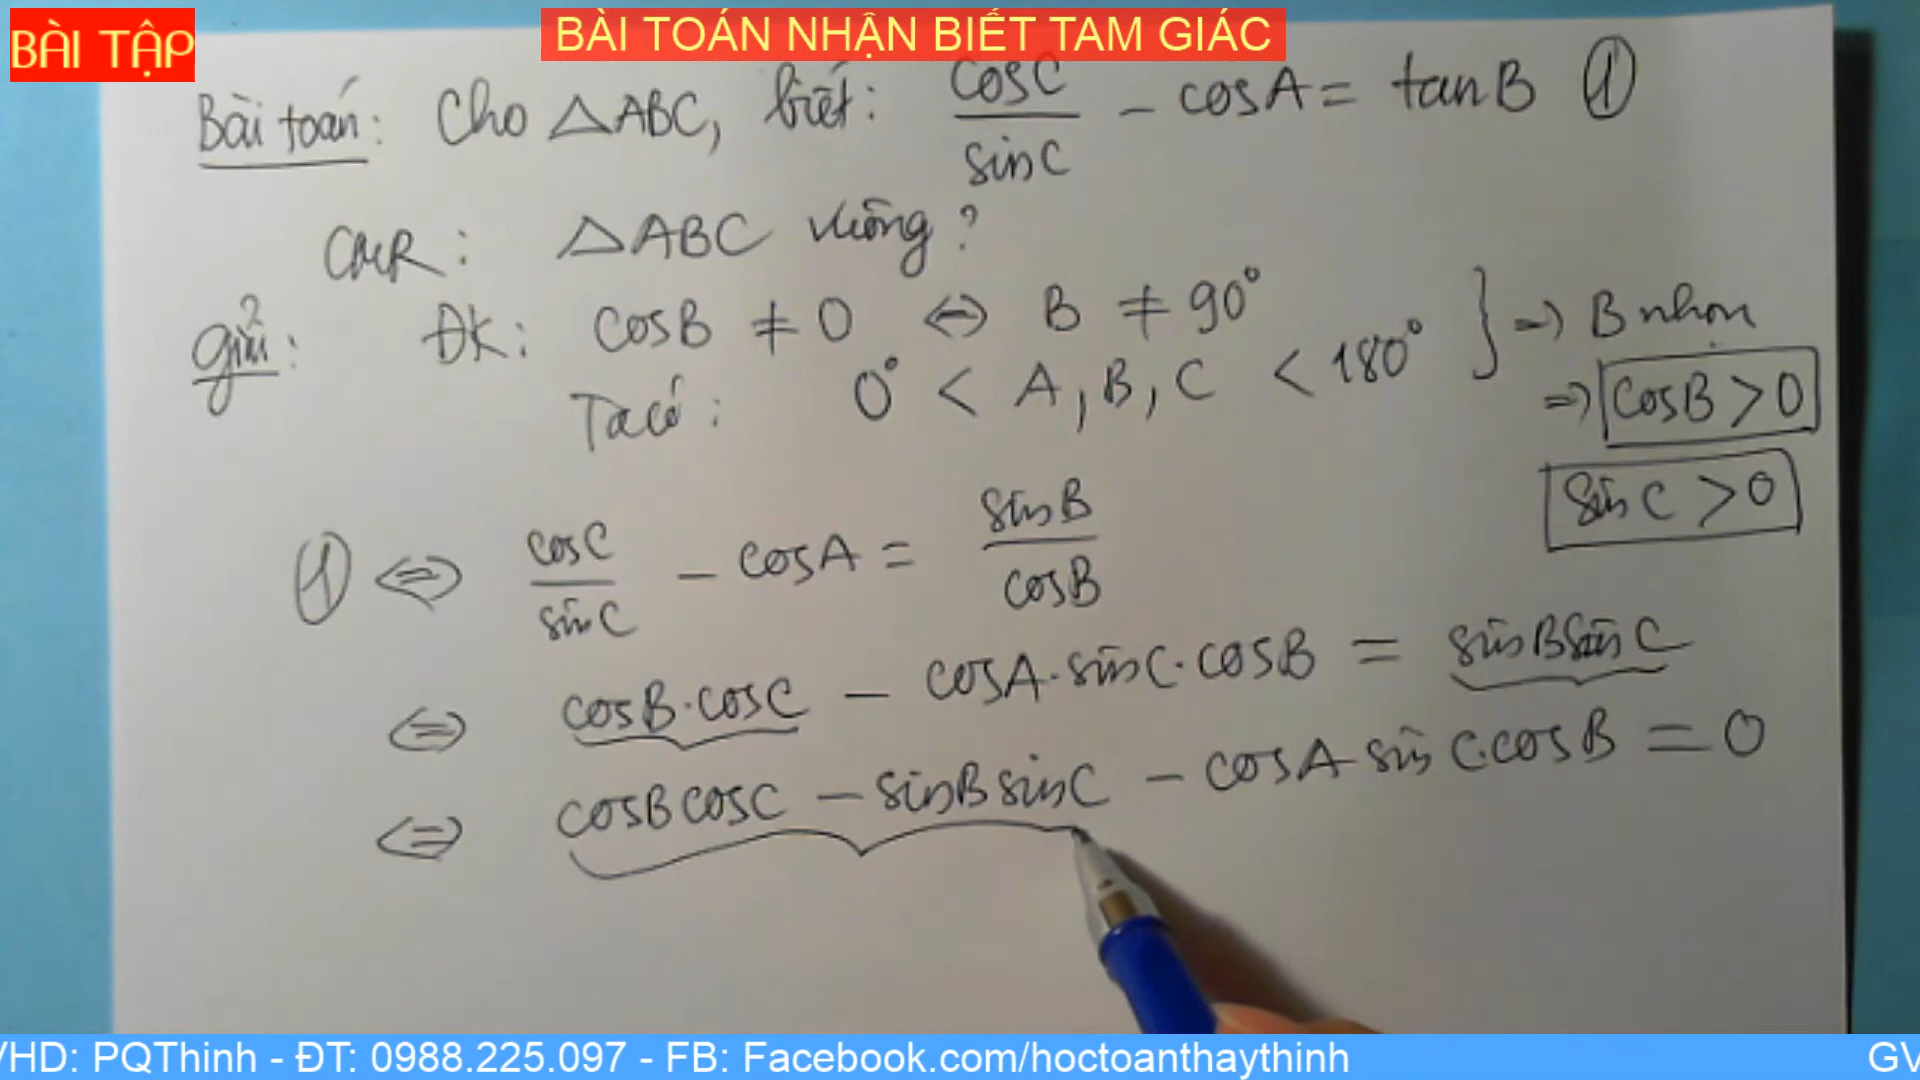 BÀI TẬP
BÀI TOÁN NHẬN BIẾT TAM GIÁC
Bài toán: Cho △ABC, biết: cosC/sinC - cosA = tanB ①
CMR: △ABC vuông?
Giải: ĐK: cosB ≠ 0 ⇔ B ≠ 90° } ⇒ B nhọn
Ta có: 0° < A, B, C < 180° ⇒ cosB > 0
sinC > 0
① ⇔ cosC/sinC - cosA = sinB/cosB
⇔ cosB·cosC - cosA·sinC·cosB = sinBsinC
⇔ cosBcosC - sinBsinC - cosA sinC·cosB = 0
VHD: PQThinh - ĐT: 0988.225.097 - FB: Facebook.com/hoctoanthaythinh GV